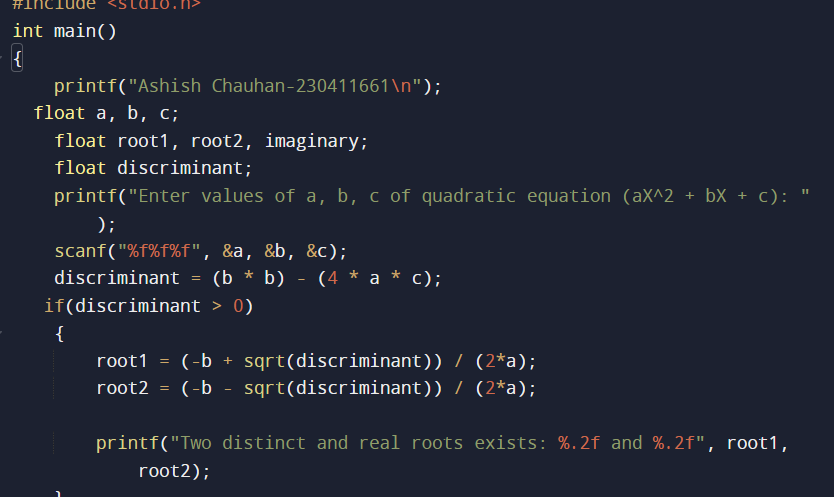 #include <stdio.h>
int main()
{
    printf("Ashish Chauhan-230411661\n");
  float a, b, c;
    float root1, root2, imaginary;
    float discriminant;
    printf("Enter values of a, b, c of quadratic equation (aX^2 + bX + c): "
        );
    scanf("%f%f%f", &a, &b, &c);
    discriminant = (b * b) - (4 * a * c);
   if(discriminant > 0)
    {
        root1 = (-b + sqrt(discriminant)) / (2*a);
        root2 = (-b - sqrt(discriminant)) / (2*a);
        printf("Two distinct and real roots exists: %.2f and %.2f", root1,
            root2);
    }